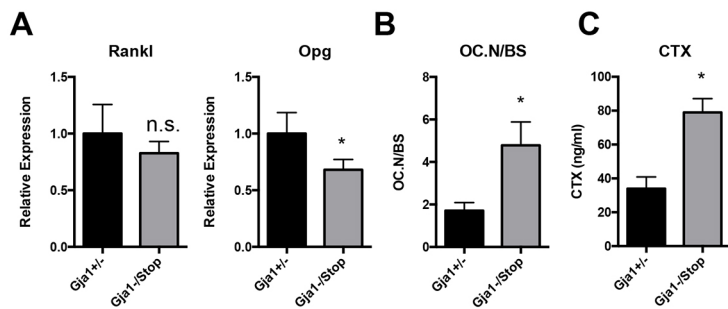 A
B
C
Rankl
Opg
OC.N/BS
CTX
Relative Expression
1.5
1.0
0.5
0.0
n.s.
Gja1+/-
Gja1-/Stop
Relative Expression
1.5
1.0
0.5
0.0
*
Gja1+/-
Gja1-/Stop
OC.N/BS
8
6
4
2
0
*
Gja1+/-
Gja1-/Stop
CTX (ng/ml)
100
80
60
40
20
0
*
Gja1+/-
Gja1-/Stop